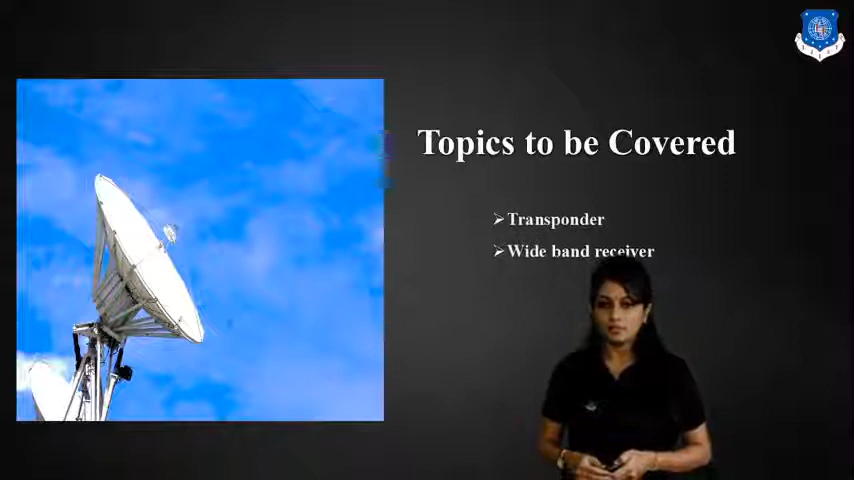 Topics to be Covered
➢Transponder
➢Wide band receiver